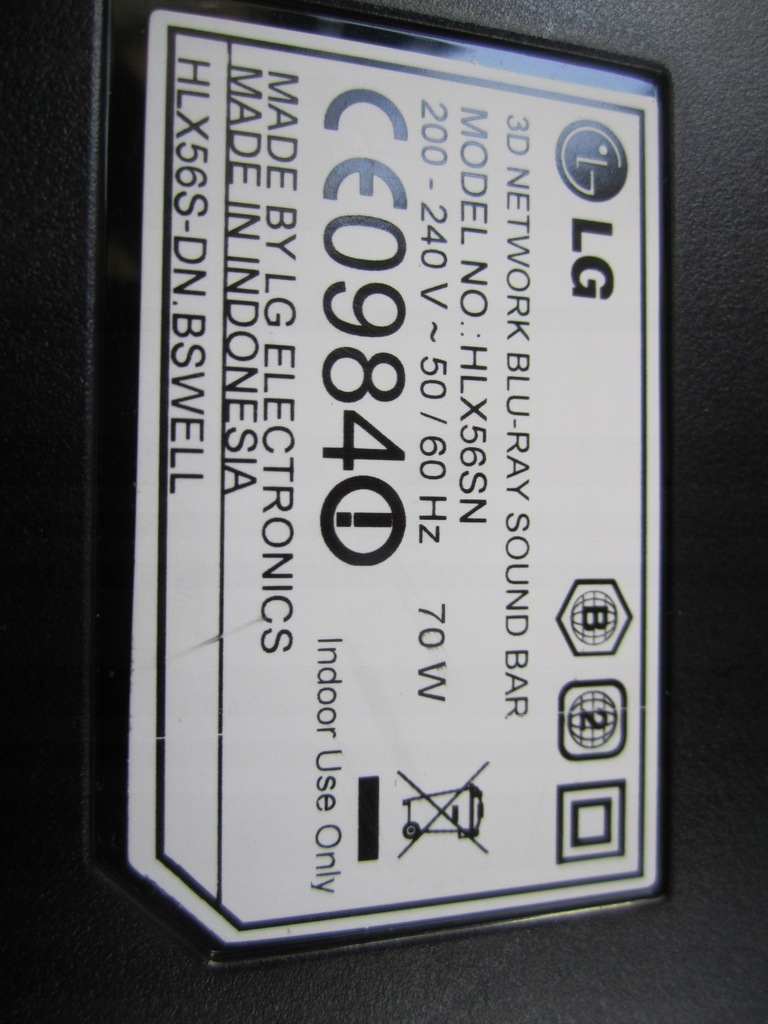 LG
B 2
3D NETWORK BLU-RAY SOUND BAR
MODEL NO.:HLX56SN
200 - 240 V ~ 50 / 60 Hz 70 W
CE0984
Indoor Use Only
MADE BY LG ELECTRONICS
MADE IN INDONESIA
HLX56S-DN.BSWELL